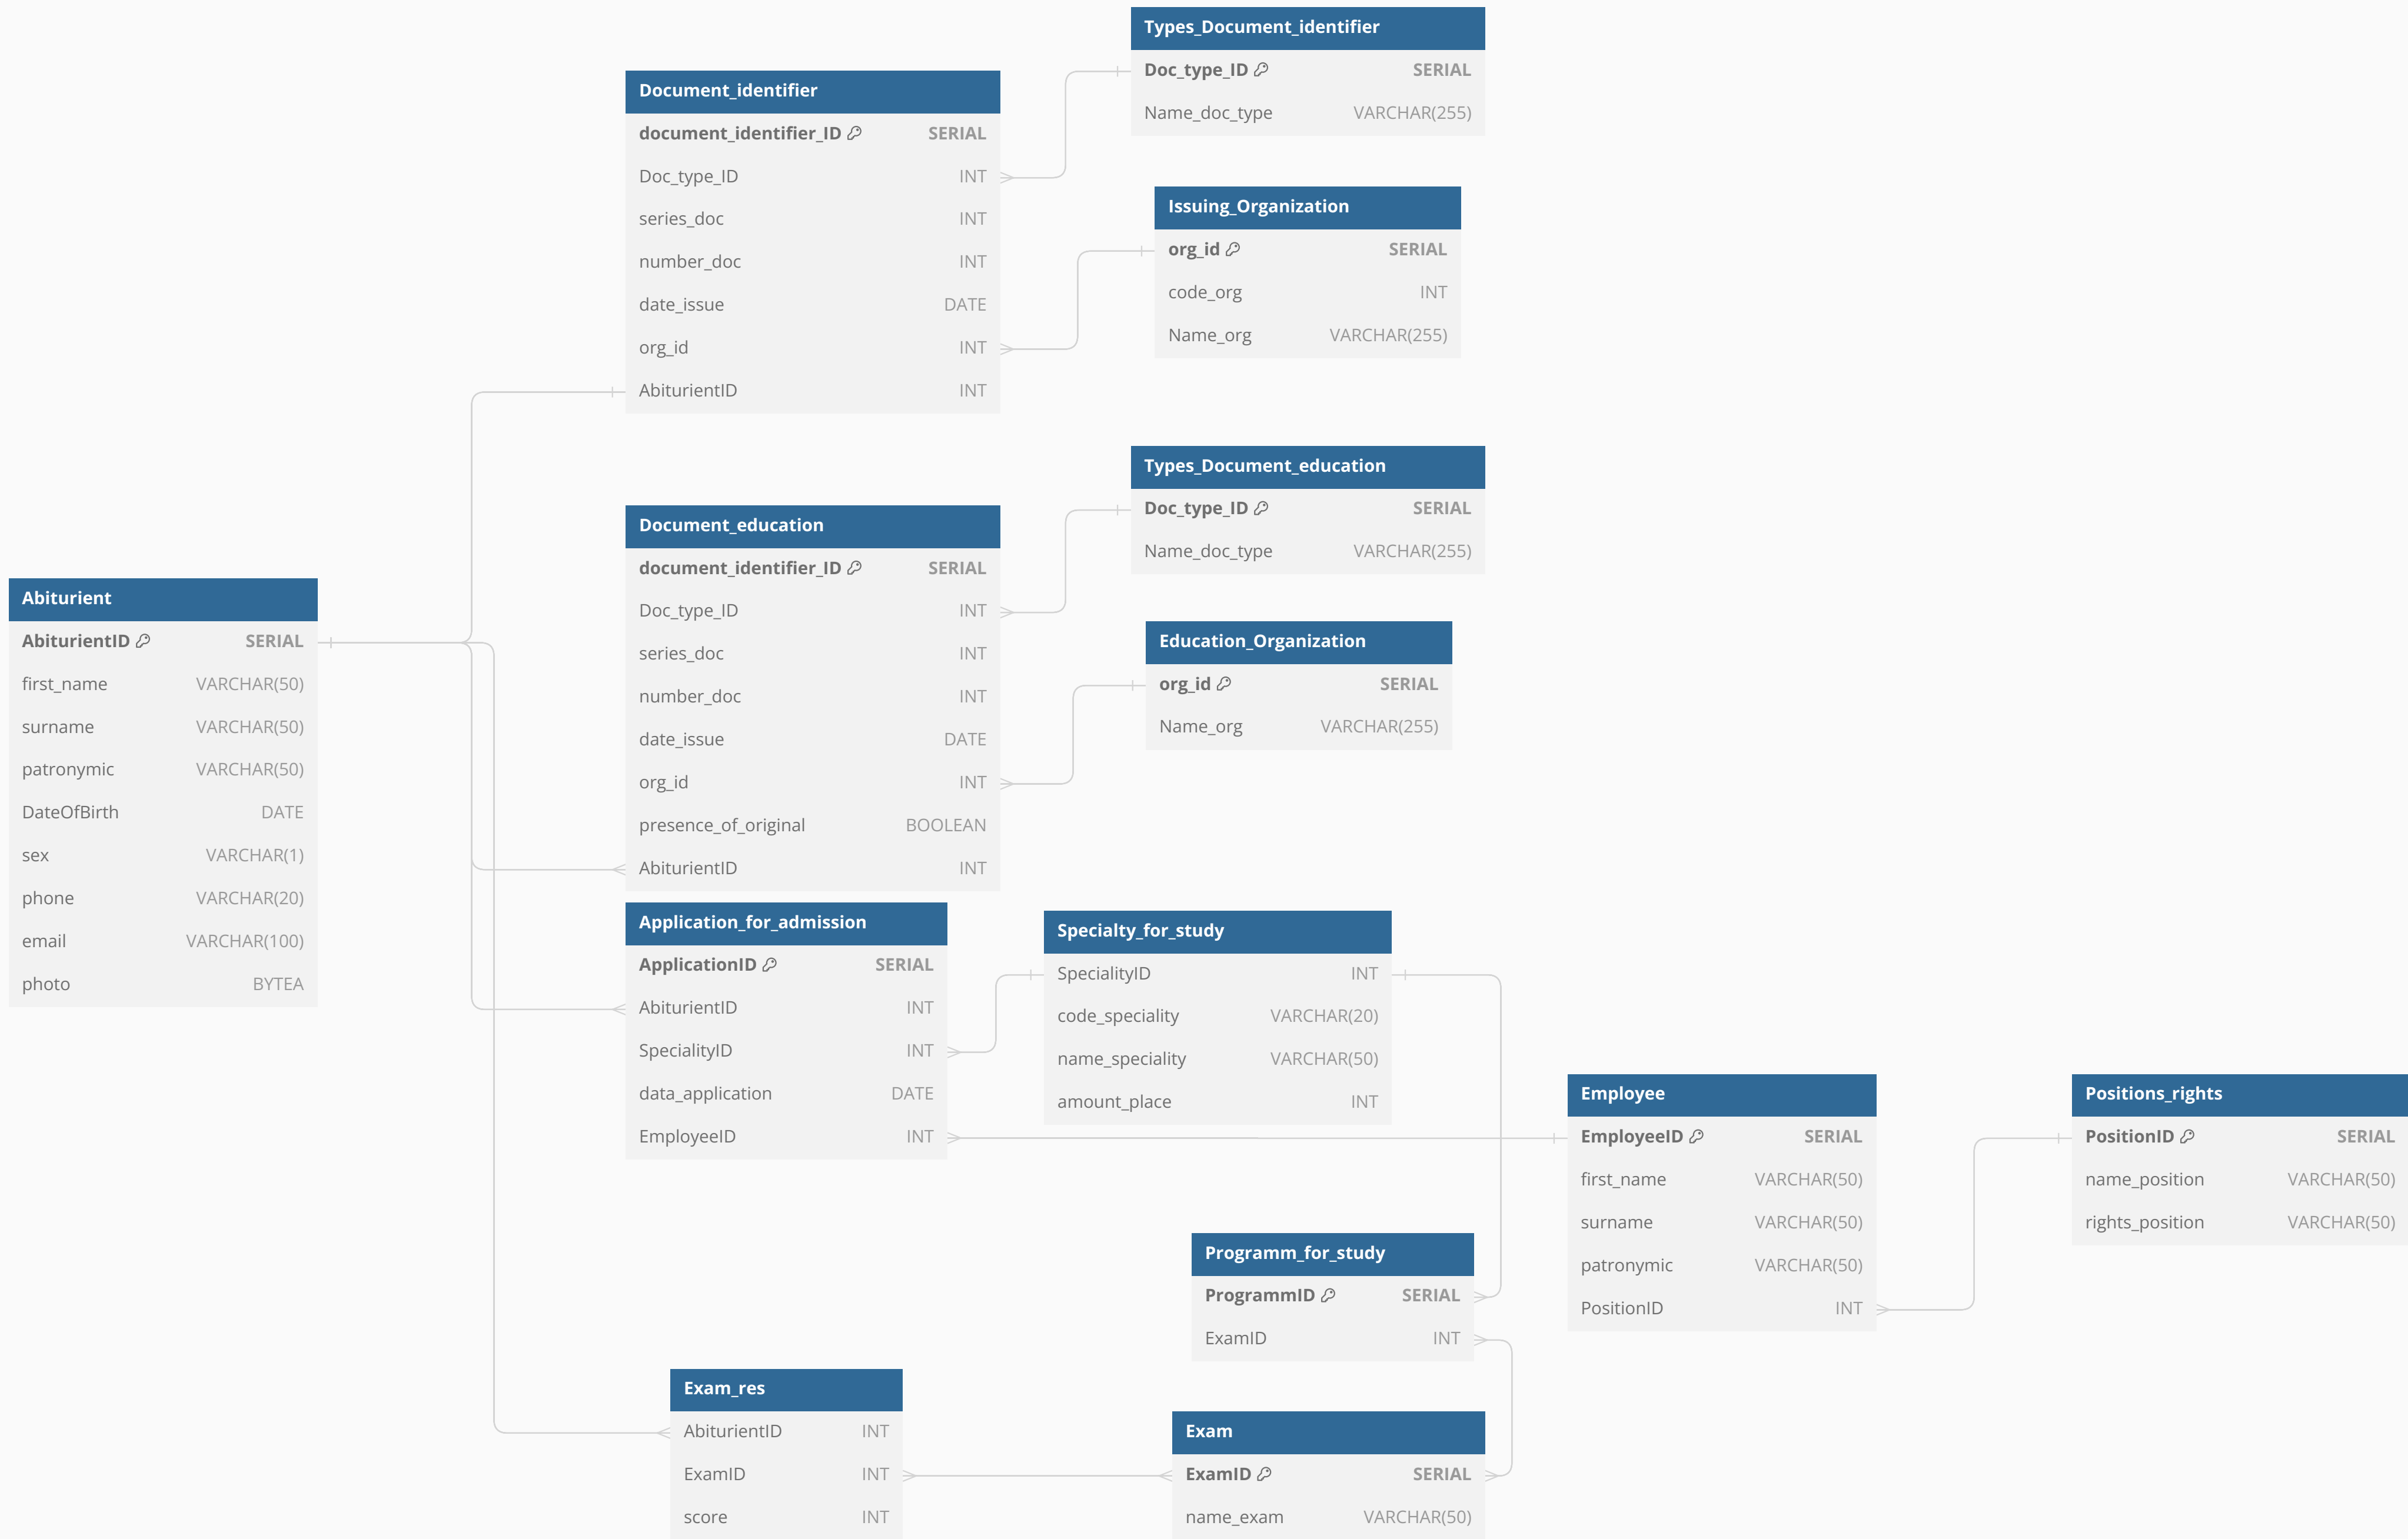 Types_Document_identifier
Doc_type_ID SERIAL
Name_doc_type VARCHAR(255)
Document_identifier
document_identifier_ID SERIAL
Doc_type_ID INT
series_doc INT
number_doc INT
date_issue DATE
org_id INT
AbiturientID INT
Issuing_Organization
org_id SERIAL
code_org INT
Name_org VARCHAR(255)
Types_Document_education
Doc_type_ID SERIAL
Name_doc_type VARCHAR(255)
Document_education
document_identifier_ID SERIAL
Doc_type_ID INT
series_doc INT
number_doc INT
date_issue DATE
org_id INT
presence_of_original BOOLEAN
AbiturientID INT
Education_Organization
org_id SERIAL
Name_org VARCHAR(255)
Abiturient
AbiturientID SERIAL
first_name VARCHAR(50)
surname VARCHAR(50)
patronymic VARCHAR(50)
DateOfBirth DATE
sex VARCHAR(1)
phone VARCHAR(20)
email VARCHAR(100)
photo BYTEA
Application_for_admission
ApplicationID SERIAL
AbiturientID INT
SpecialityID INT
data_application DATE
EmployeeID INT
Specialty_for_study
SpecialityID INT
code_speciality VARCHAR(20)
name_speciality VARCHAR(50)
amount_place INT
Employee
EmployeeID SERIAL
first_name VARCHAR(50)
surname VARCHAR(50)
patronymic VARCHAR(50)
PositionID INT
Positions_rights
PositionID SERIAL
name_position VARCHAR(50)
rights_position VARCHAR(50)
Programm_for_study
ProgrammID SERIAL
ExamID INT
Exam_res
AbiturientID INT
ExamID INT
score INT
Exam
ExamID SERIAL
name_exam VARCHAR(50)